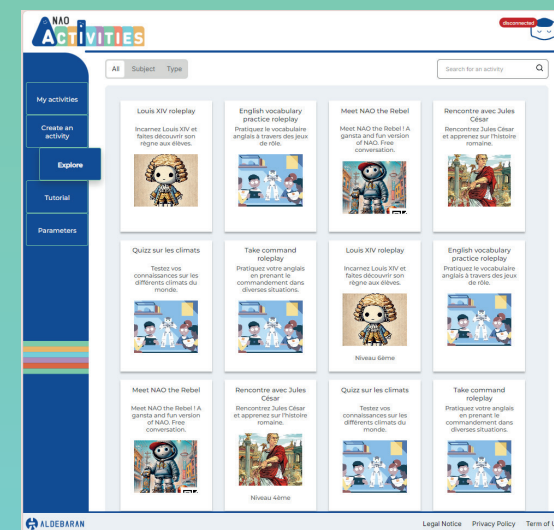 NAO
ACTIVITIES
disconnected
All Subject Type
Search for an activity
My activities
Create an
activity
Explore
Tutorial
Parameters
Louis XIV roleplay
Incarnez Louis XIV et
faites découvrir son
règne aux élèves.
English vocabulary
practice roleplay
Pratiquez le vocabulaire
anglais à travers des jeux
de rôle.
Meet NAO the Rebel
Meet NAO the Rebel ! A
gansta and fun version
of NAO. Free
conversation.
Rencontre avec Jules
César
Rencontrez Jules César
et apprenez sur l'histoire
romaine.
Quizz sur les climats
Testez vos
connaissances sur les
différents climats du
monde.
Take command
roleplay
Pratiquez votre anglais
en prenant le
commandement dans
diverses situations.
Louis XIV roleplay
Incarnez Louis XIV et
faites découvrir son
règne aux élèves.
Niveau 6ème
English vocabulary
practice roleplay
Pratiquez le vocabulaire
anglais à travers des jeux
de rôle.
Meet NAO the Rebel
Meet NAO the Rebel ! A
gansta and fun version
of NAO. Free
conversation.
Rencontre avec Jules
César
Rencontrez Jules César
et apprenez sur l'histoire
romaine.
Niveau 4ème
Quizz sur les climats
Testez vos
connaissances sur les
différents climats du
monde.
Take command
roleplay
Pratiquez votre anglais
en prenant le
commandement dans
diverses situations.
ALDEBARAN
Legal Notice Privacy Policy Term of